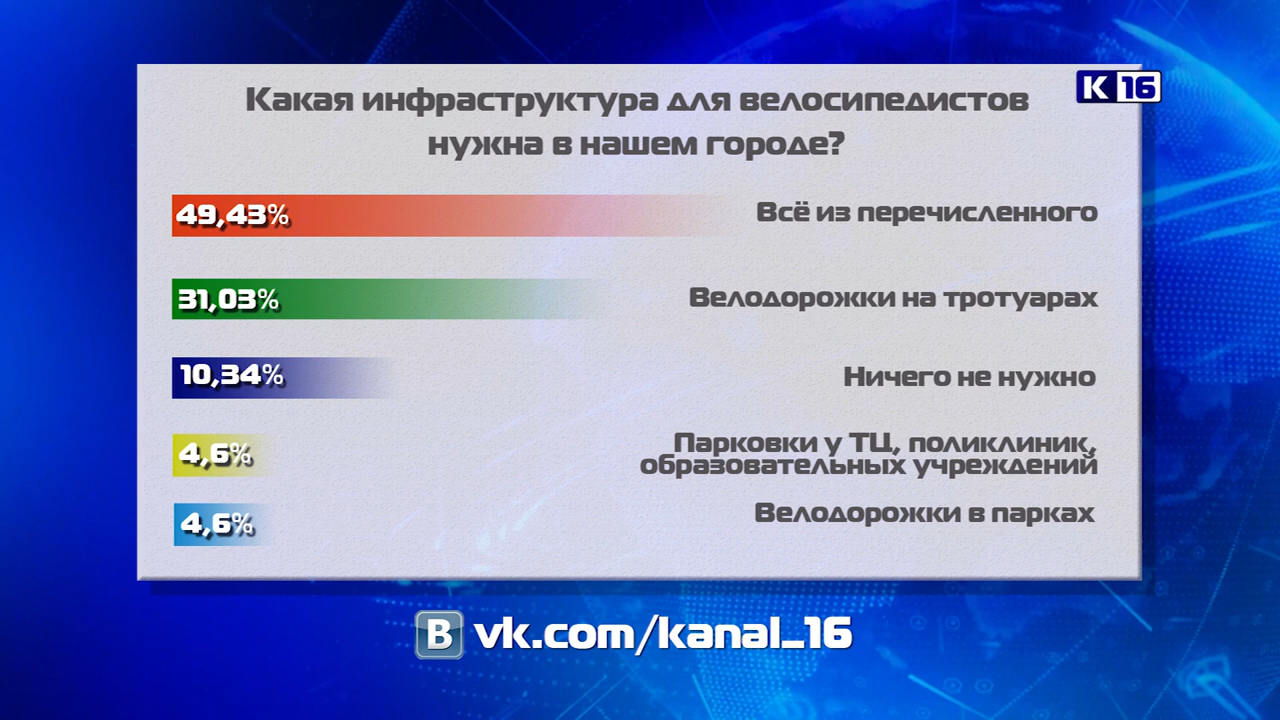 К 16
Какая инфраструктура для велосипедистов
нужна в нашем городе?
49,43% Всё из перечисленного
31,03% Велодорожки на тротуарах
10,34% Ничего не нужно
4,6% Парковки у ТЦ, поликлиник,
образовательных учреждений
4,6% Велодорожки в парках
В vk.com/kanal_16